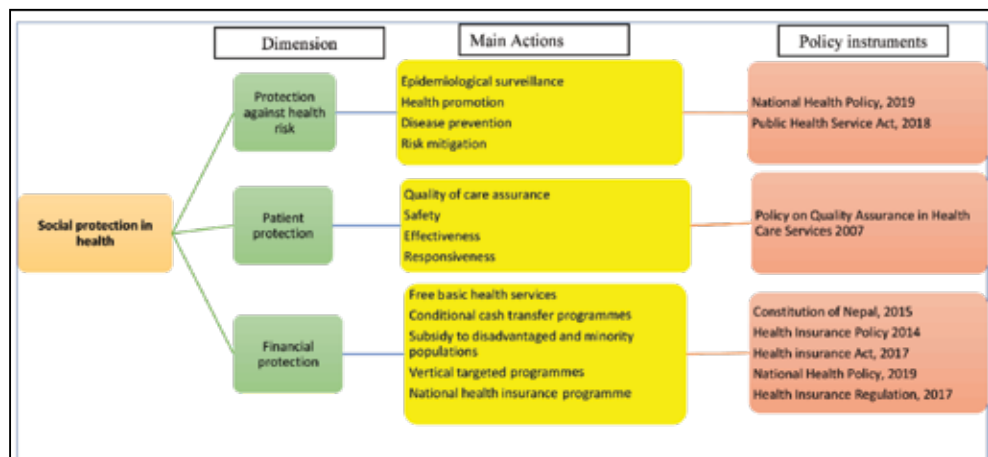 Dimension
Main Actions
Policy instruments
Social protection in
health
Protection
against health
risk
Epidemiological surveillance
Health promotion
Disease prevention
Risk mitigation
National Health Policy, 2019
Public Health Service Act, 2018
Patient
protection
Quality of care assurance
Safety
Effectiveness
Responsiveness
Policy on Quality Assurance in Health
Care Services 2007
Financial
protection
Free basic health services
Conditional cash transfer programmes
Subsidy to disadvantaged and minority
populations
Vertical targeted programmes
National health insurance programme
Constitution of Nepal, 2015
Health Insurance Policy 2014
Health insurance Act, 2017
National Health Policy, 2019
Health Insurance Regulation, 2017